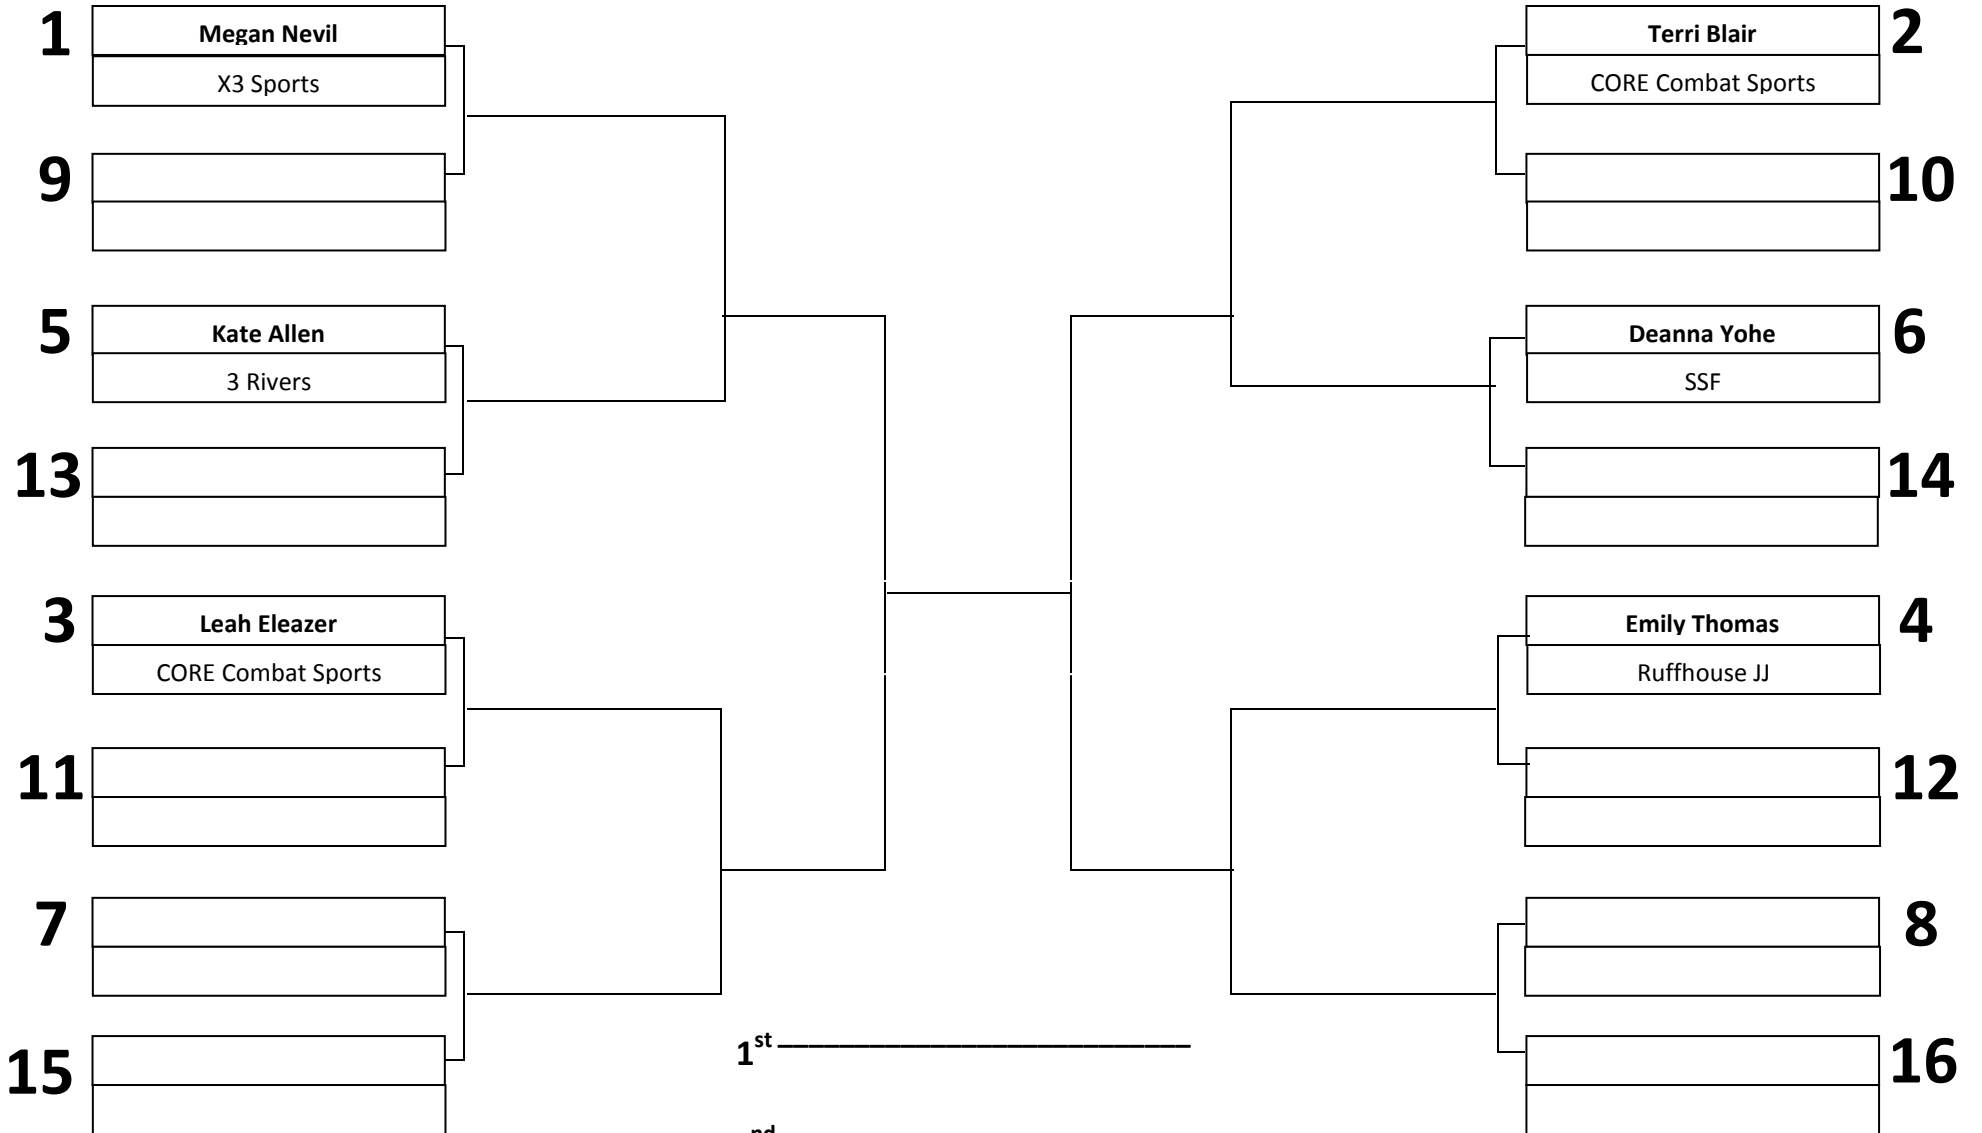 1
Megan Nevil
X3 Sports
9
5
Kate Allen
3 Rivers
13
3
Leah Eleazer
CORE Combat Sports
11
7
15
2
Terri Blair
CORE Combat Sports
10
6
Deanna Yohe
SSF
14
4
Emily Thomas
Ruffhouse JJ
12
8
16
1st
nd